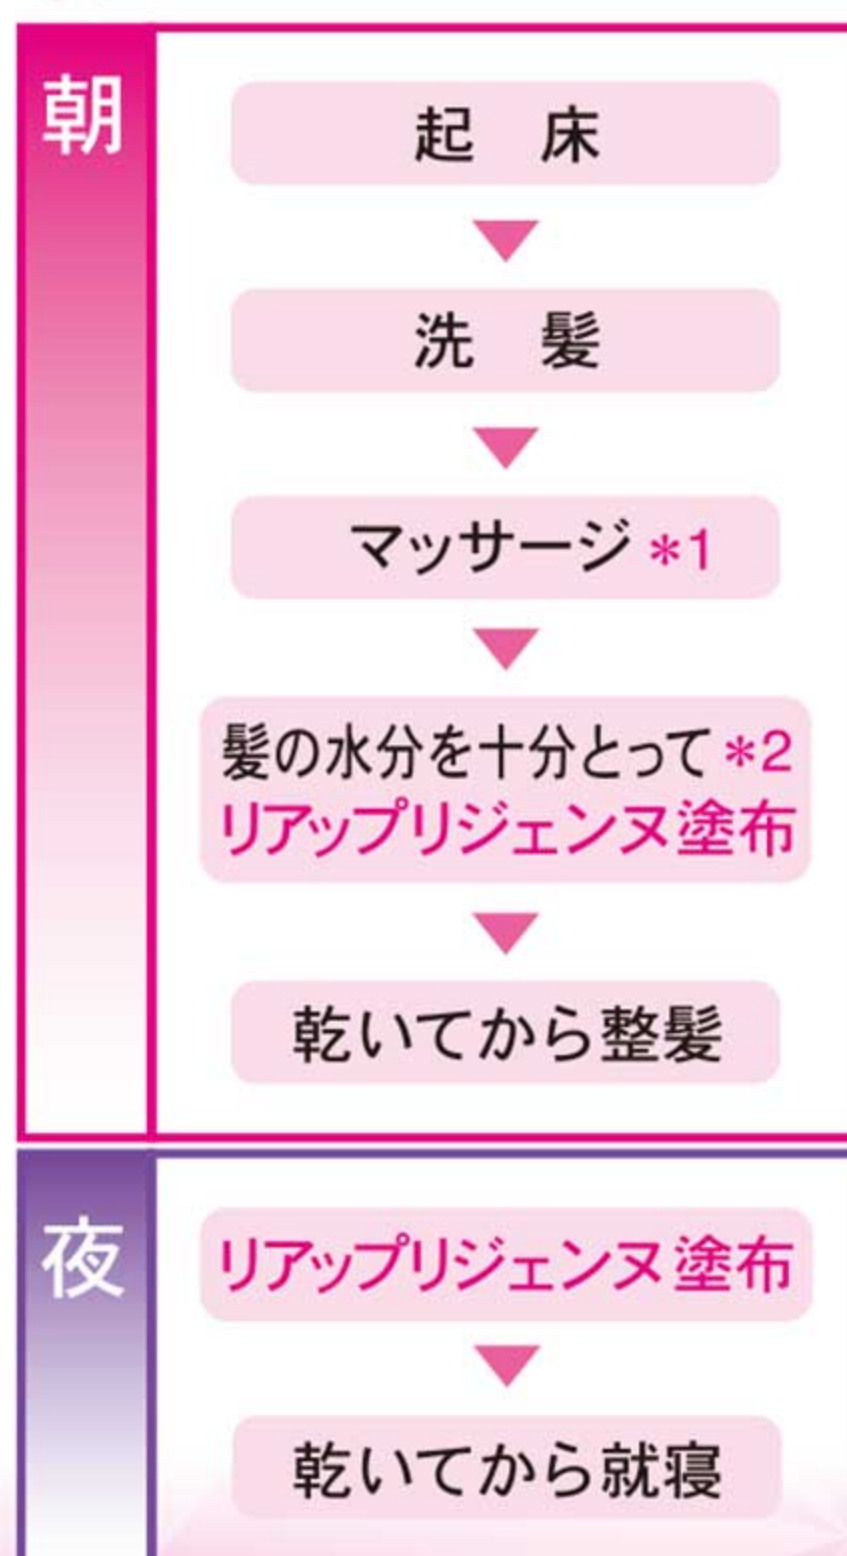 朝
起 床
洗 髪
マッサージ *1
髪の水分を十分とって *2
リアップリジェンヌ塗布
乾いてから整髪
夜
リアップリジェンヌ塗布
乾いてから就寝